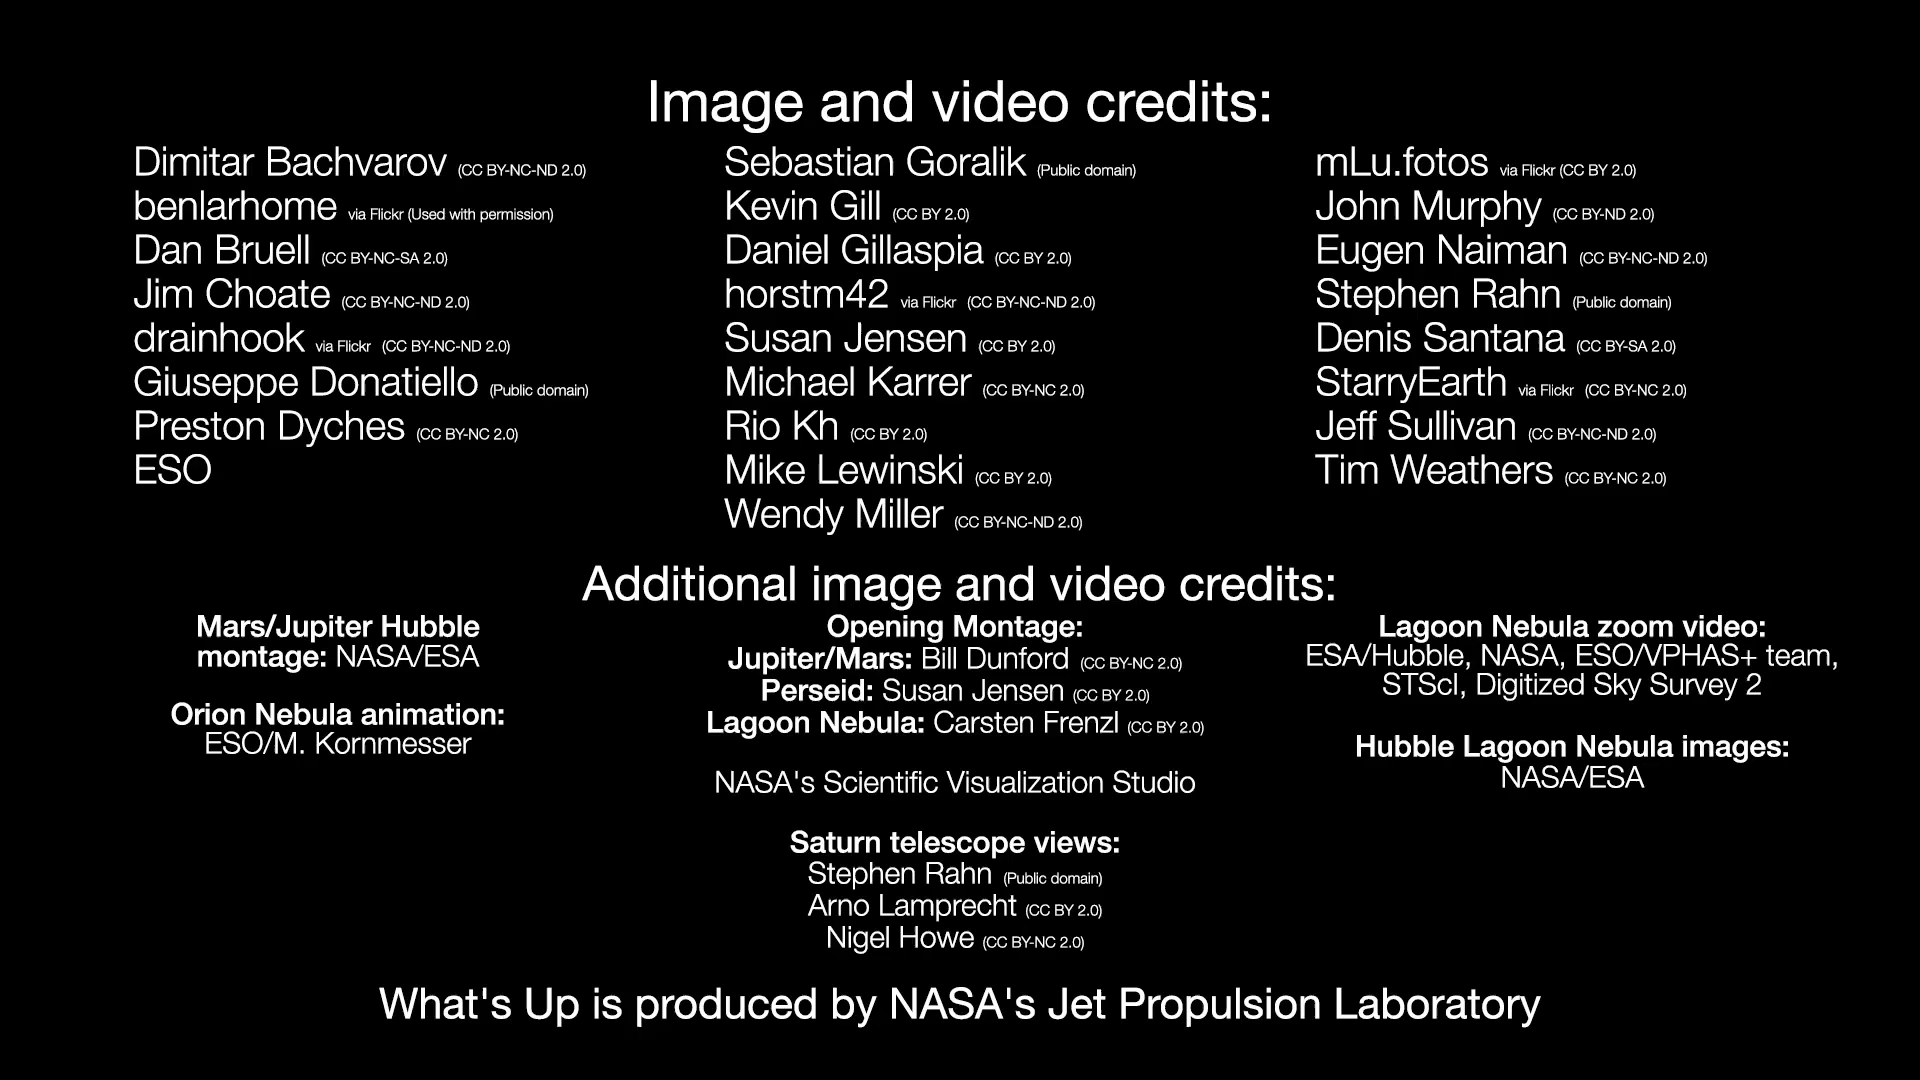 Image and video credits:
Dimitar Bachvarov (CC BY-NC-ND 2.0)
benlarhome via Flickr (Used with permission)
Dan Bruell (CC BY-NC-SA 2.0)
Jim Choate (CC BY-NC-ND 2.0)
drainhook via Flickr (CC BY-NC-ND 2.0)
Giuseppe Donatiello (Public domain)
Preston Dyches (CC BY-NC 2.0)
ESO
Sebastian Goralik (Public domain)
Kevin Gill (CC BY 2.0)
Daniel Gillaspia (CC BY 2.0)
horstm42 via Flickr (CC BY-NC-ND 2.0)
Susan Jensen (CC BY 2.0)
Michael Karrer (CC BY-NC 2.0)
Rio Kh (CC BY 2.0)
Mike Lewinski (CC BY 2.0)
Wendy Miller (CC BY-NC-ND 2.0)
mLu.fotos via Flickr (CC BY 2.0)
John Murphy (CC BY-ND 2.0)
Eugen Naiman (CC BY-NC-ND 2.0)
Stephen Rahn (Public domain)
Denis Santana (CC BY-SA 2.0)
StarryEarth via Flickr (CC BY-NC 2.0)
Jeff Sullivan (CC BY-NC-ND 2.0)
Tim Weathers (CC BY-NC 2.0)
Additional image and video credits:
Mars/Jupiter Hubble
montage: NASA/ESA
Orion Nebula animation:
ESO/M. Kornmesser
Opening Montage:
Jupiter/Mars: Bill Dunford (CC BY-NC 2.0)
Perseid: Susan Jensen (CC BY 2.0)
Lagoon Nebula: Carsten Frenzl (CC BY 2.0)
NASA's Scientific Visualization Studio
Saturn telescope views:
Stephen Rahn (Public domain)
Arno Lamprecht (CC BY 2.0)
Nigel Howe (CC BY-NC 2.0)
Lagoon Nebula zoom video:
ESA/Hubble, NASA, ESO/VPHAS+ team,
STScI, Digitized Sky Survey 2
Hubble Lagoon Nebula images:
NASA/ESA
What's Up is produced by NASA's Jet Propulsion Laboratory